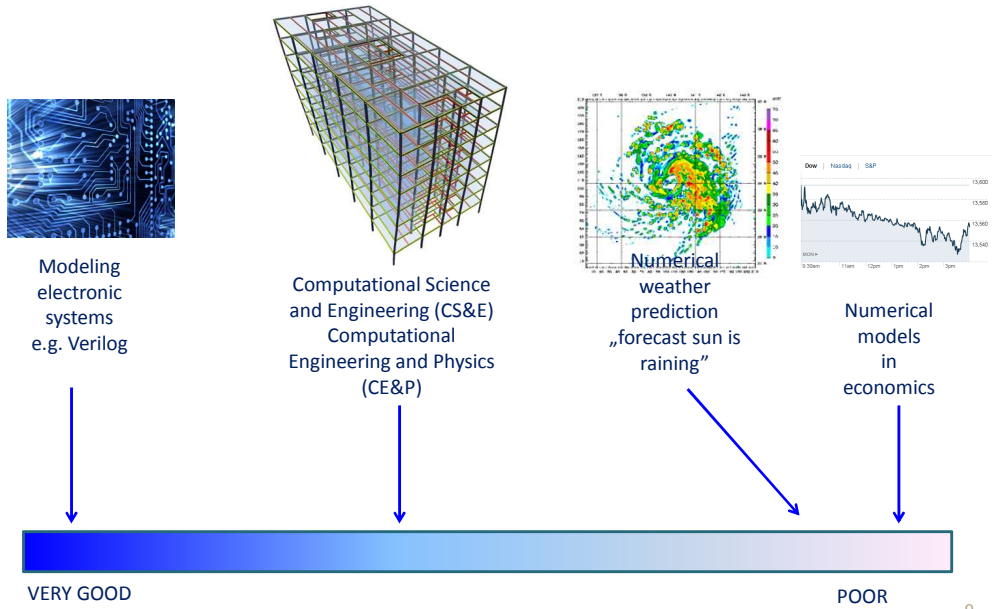 Modeling
electronic
systems
e.g. Verilog
Computational Science
and Engineering (CS&E)
Computational
Engineering and Physics
(CE&P)
Numerical
weather
prediction
„forecast sun is
raining”
Dow | Nasdaq | S&P
13,600
13,580
13,560
13,540
MON
9:30am 11am 12pm 1pm 2pm 3pm
Numerical
models
in
economics
VERY GOOD
POOR